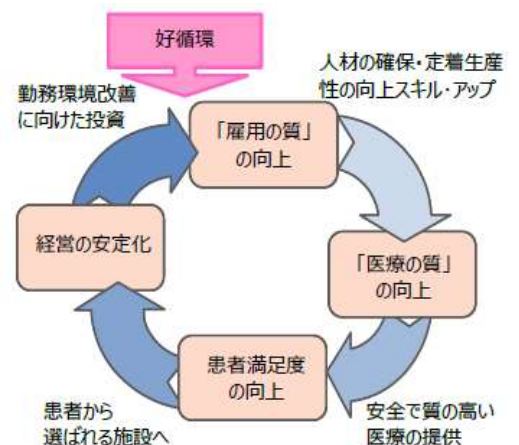 好循環
勤務環境改善
に向けた投資
人材の確保・定着生産
性の向上スキル・アップ
「雇用の質」
の向上
経営の安定化
「医療の質」
の向上
患者満足度
の向上
患者から
選ばれる施設へ
安全で質の高い
医療の提供